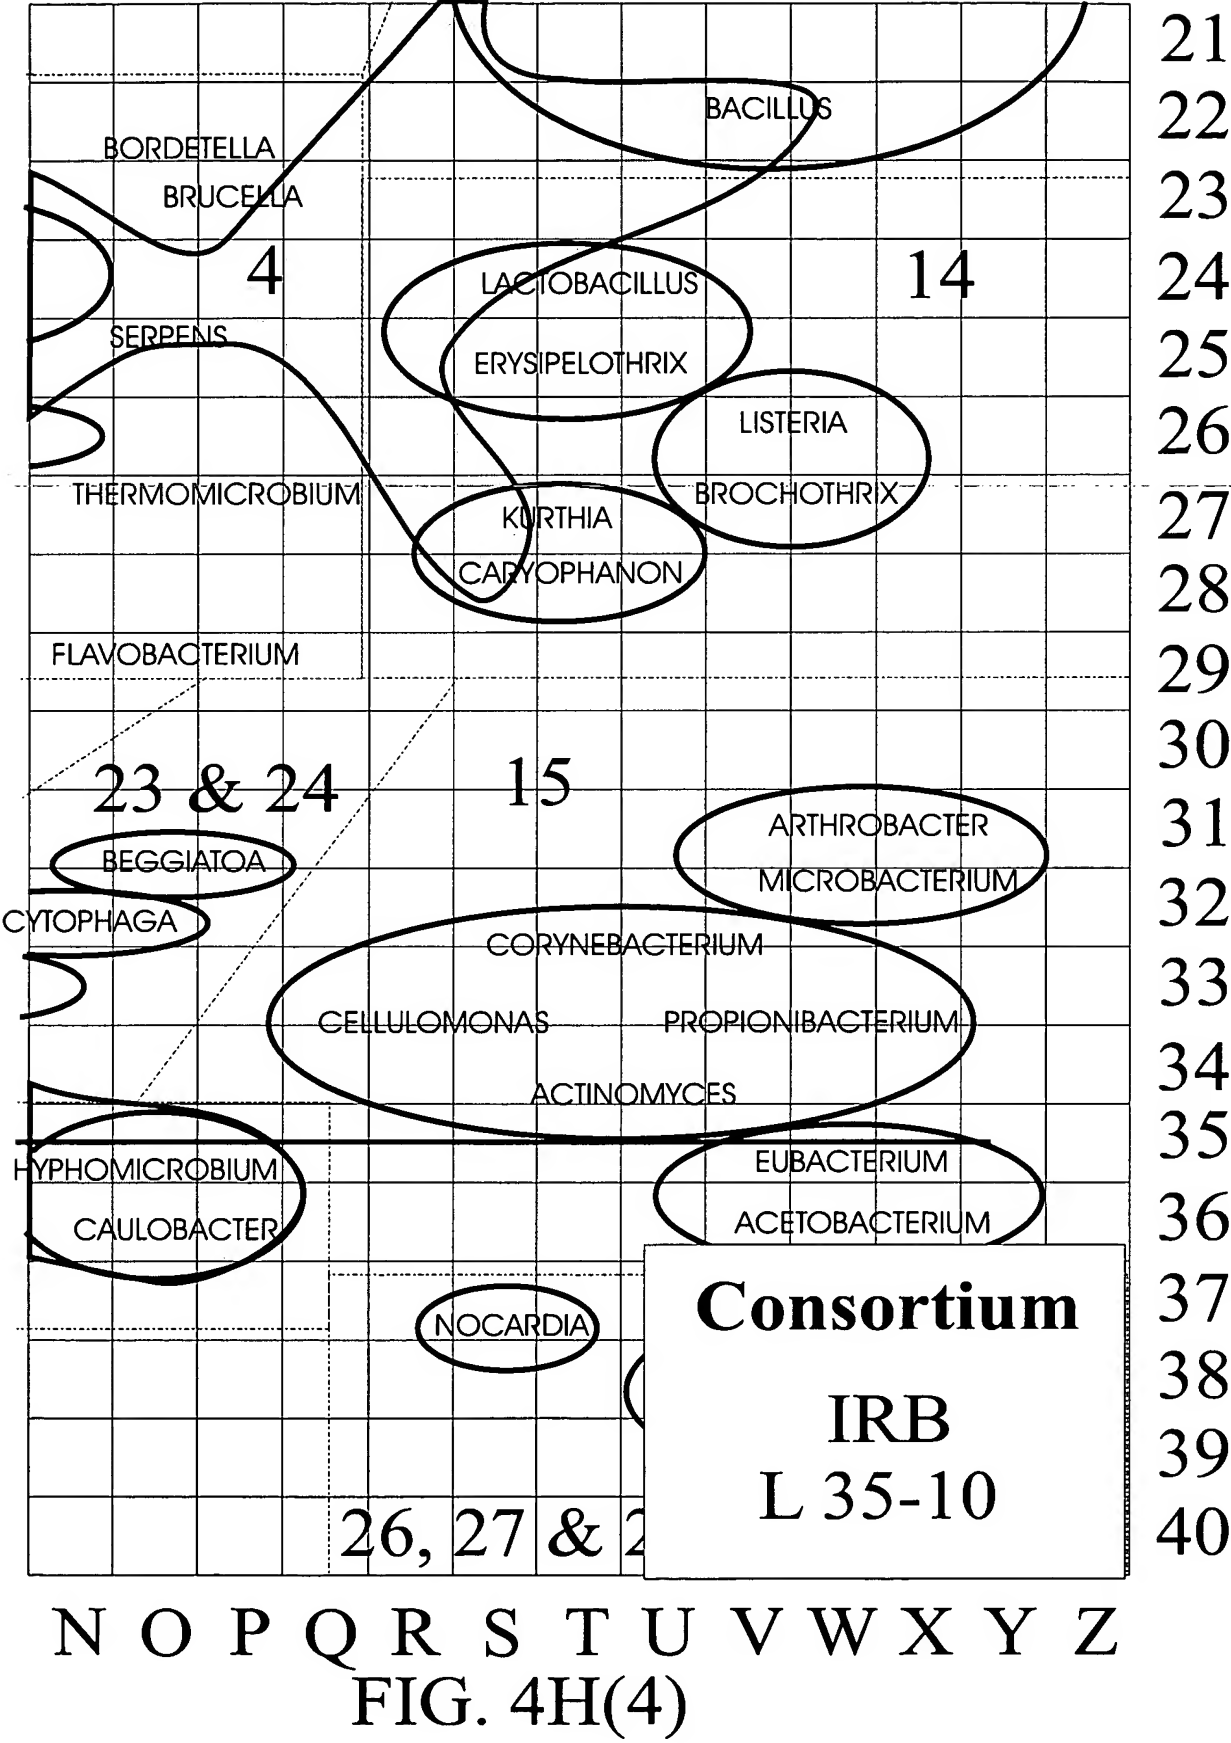 21
BACILLUS
22
BORDETELLA
BRUCELLA
23
4
LACTOBACILLUS
14
24
SERPENS
ERYSIPELOTHRIX
25
LISTERIA
26
THERMOMICROBIUM
BROCHOTHRIX
KURTHIA
27
CARYOPHANON
28
FLAVOBACTERIUM
29
30
23 & 24
15
ARTHROBACTER
31
BEGGIATOA
MICROBACTERIUM
32
CYTOPHAGA
CORYNEBACTERIUM
33
CELLULOMONAS
PROPIONIBACTERIUM
34
ACTINOMYCES
35
HYPHOMICROBIUM
EUBACTERIUM
CAULOBACTER
ACETOBACTERIUM
36
Consortium
37
NOCARDIA
38
IRB
39
L 35-10
26, 27 & 2
40
N O P Q R S T U V W X Y Z
FIG. 4H(4)